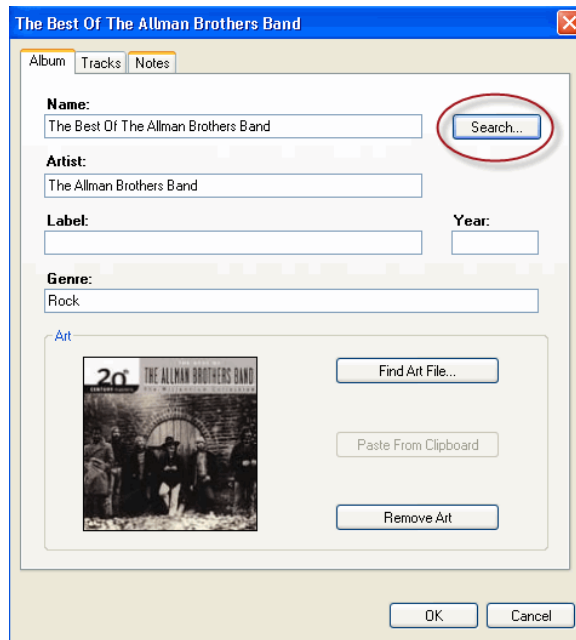 The Best Of The Allman Brothers Band
Album Tracks Notes
Name:
The Best Of The Allman Brothers Band
Search...
Artist:
The Allman Brothers Band
Label: Year:
Genre:
Rock
Art
THE BEST OF
20th THE ALLMAN BROTHERS BAND
CENTURY MASTERS The Millennium Collection
Find Art File...
Paste From Clipboard
Remove Art
OK Cancel